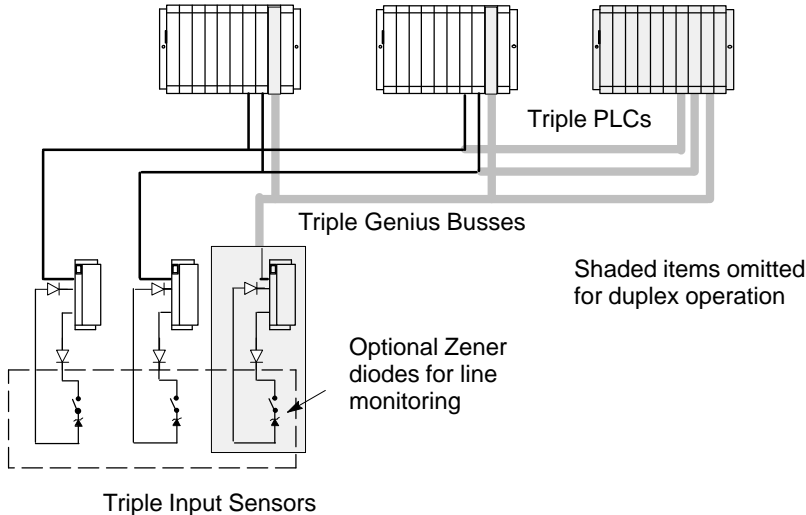 Triple PLCs
Triple Genius Busses
Shaded items omitted
for duplex operation
Optional Zener
diodes for line
monitoring
Triple Input Sensors